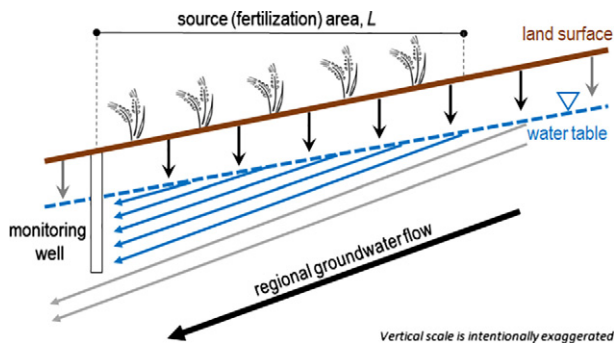 source (fertilization) area, L
land surface
water table
monitoring
well
regional groundwater flow
Vertical scale is intentionally exaggerated